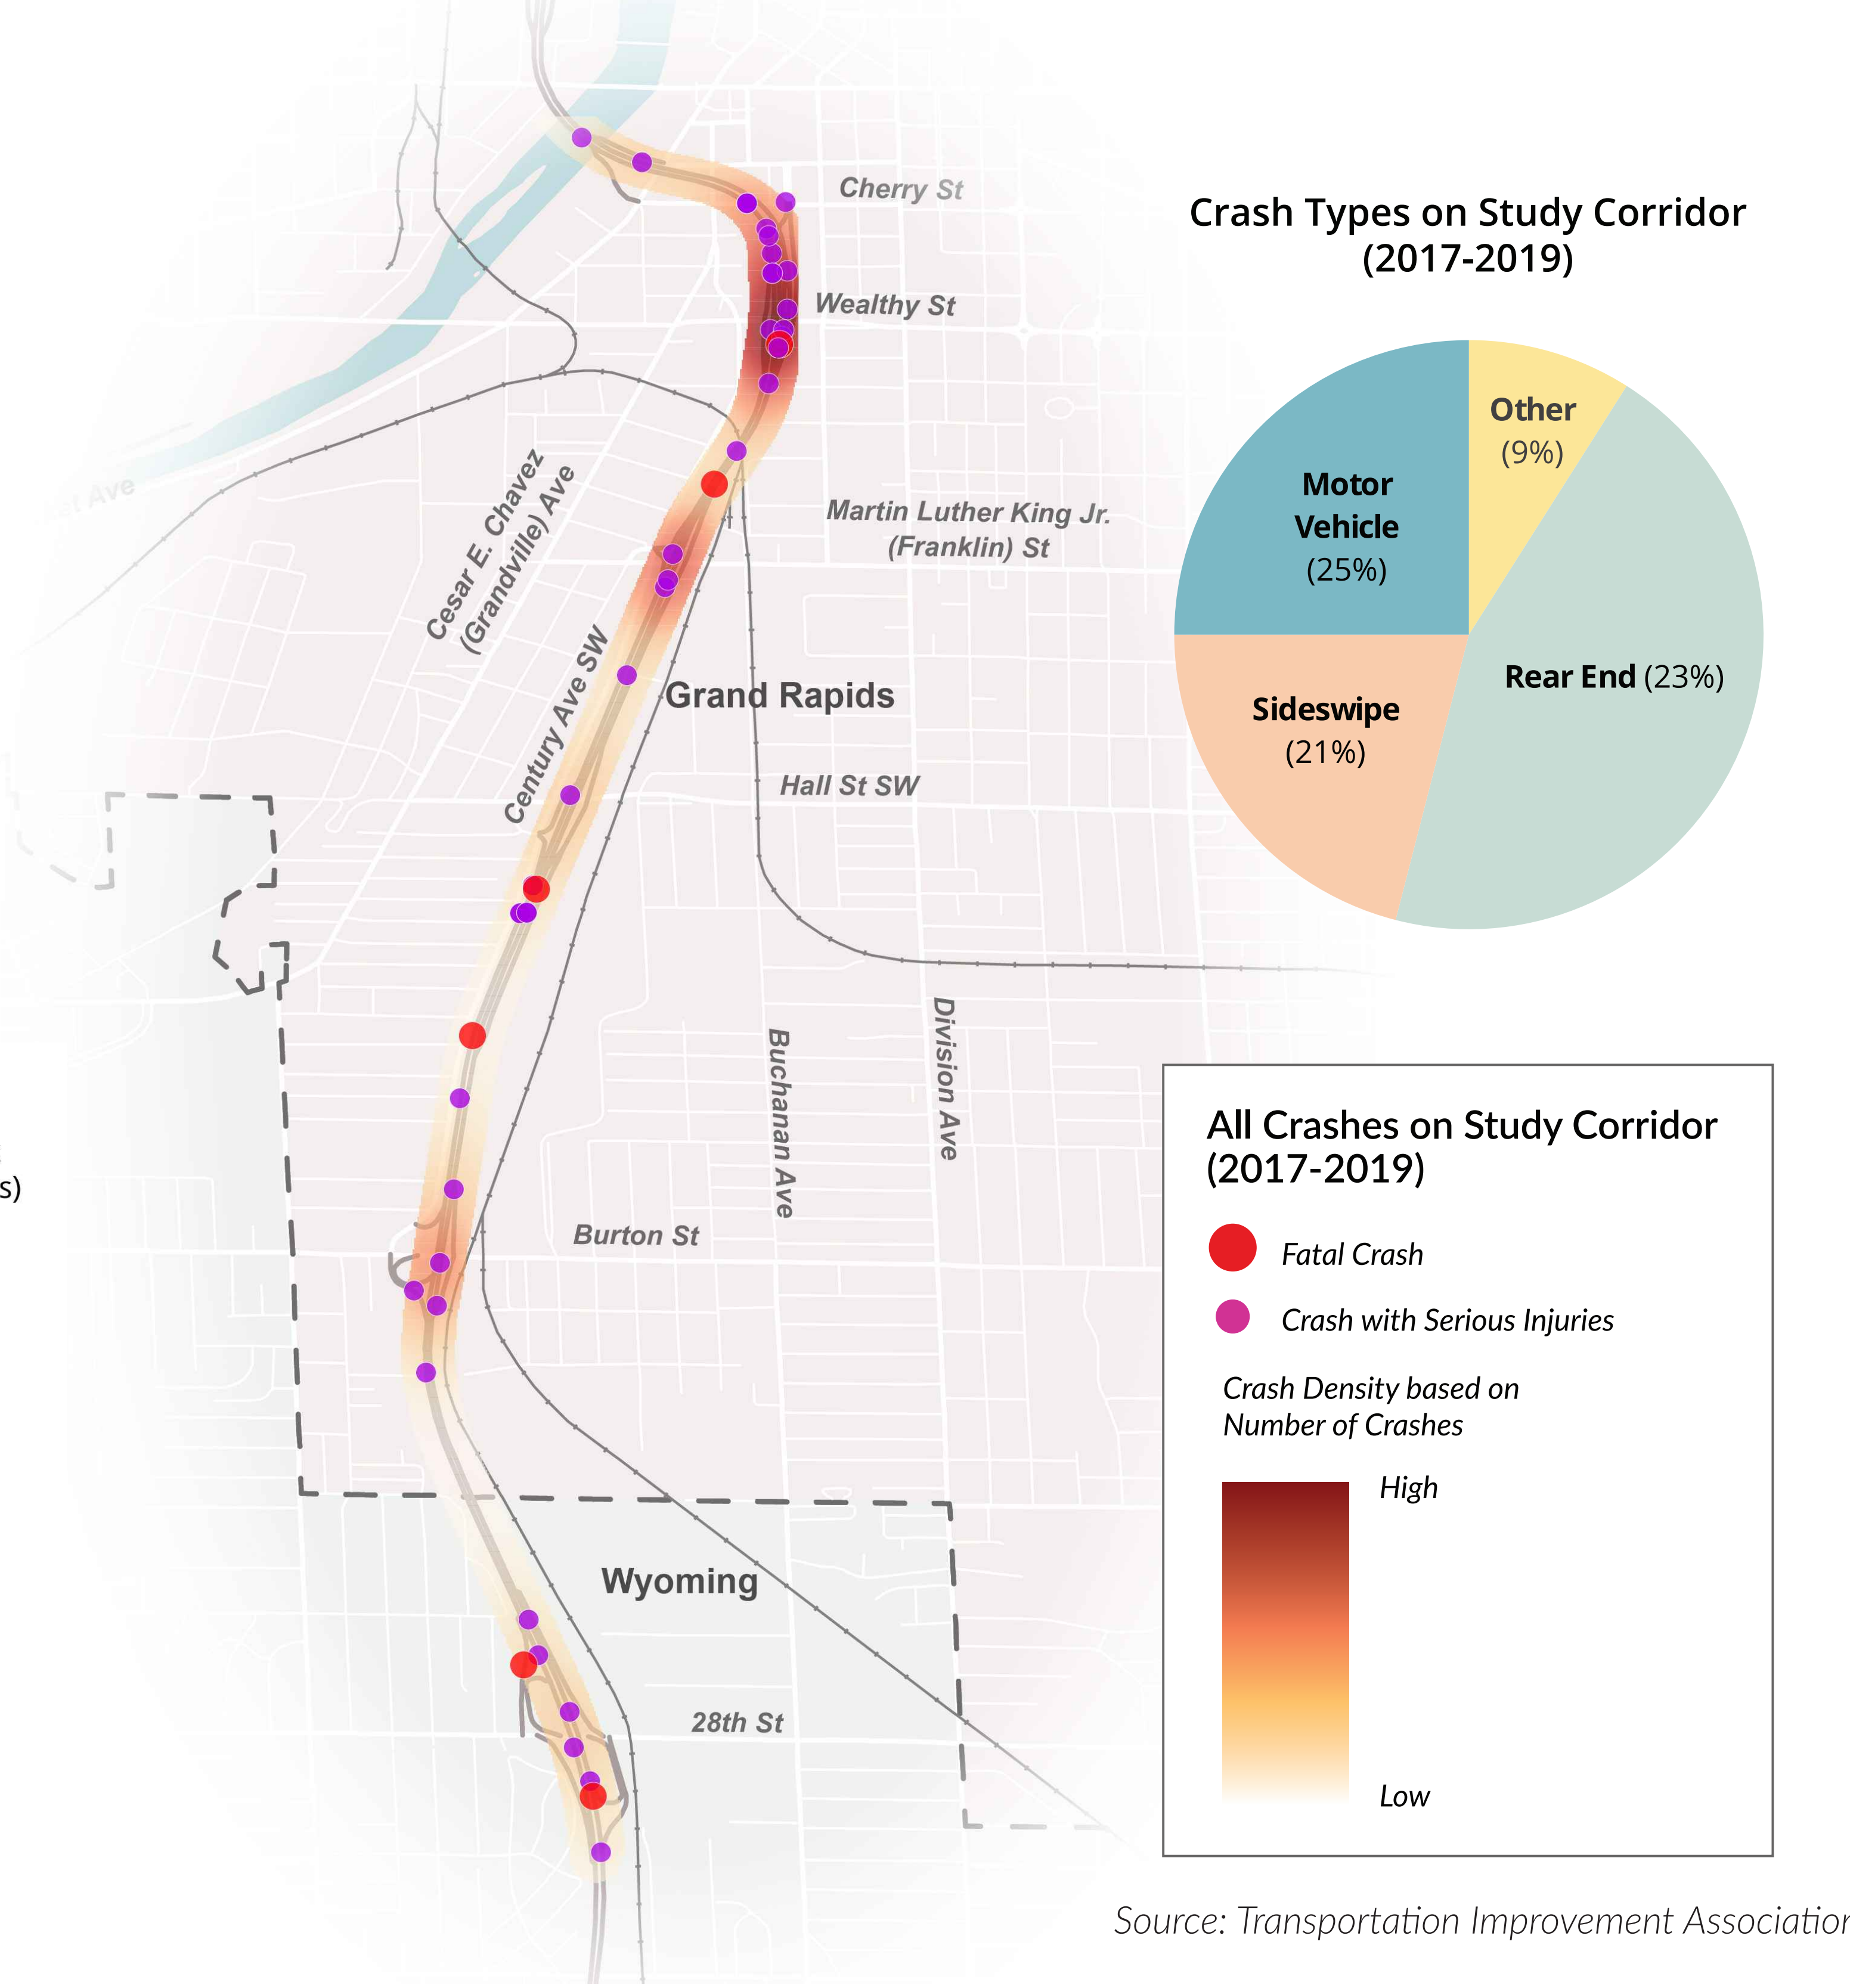 Cherry St
Wealthy St
Cesar E. Chavez
(Grandville) Ave
Martin Luther King Jr.
(Franklin) St
Century Ave SW
Grand Rapids
Hall St SW
Buchanan Ave
Division Ave
Burton St
Wyoming
28th St
Ave
s)
Crash Types on Study Corridor
(2017-2019)
Other
(9%)
Motor
Vehicle
(25%)
Rear End (23%)
Sideswipe
(21%)
All Crashes on Study Corridor
(2017-2019)
Fatal Crash
Crash with Serious Injuries
Crash Density based on
Number of Crashes
High
Low
Source: Transportation Improvement Association